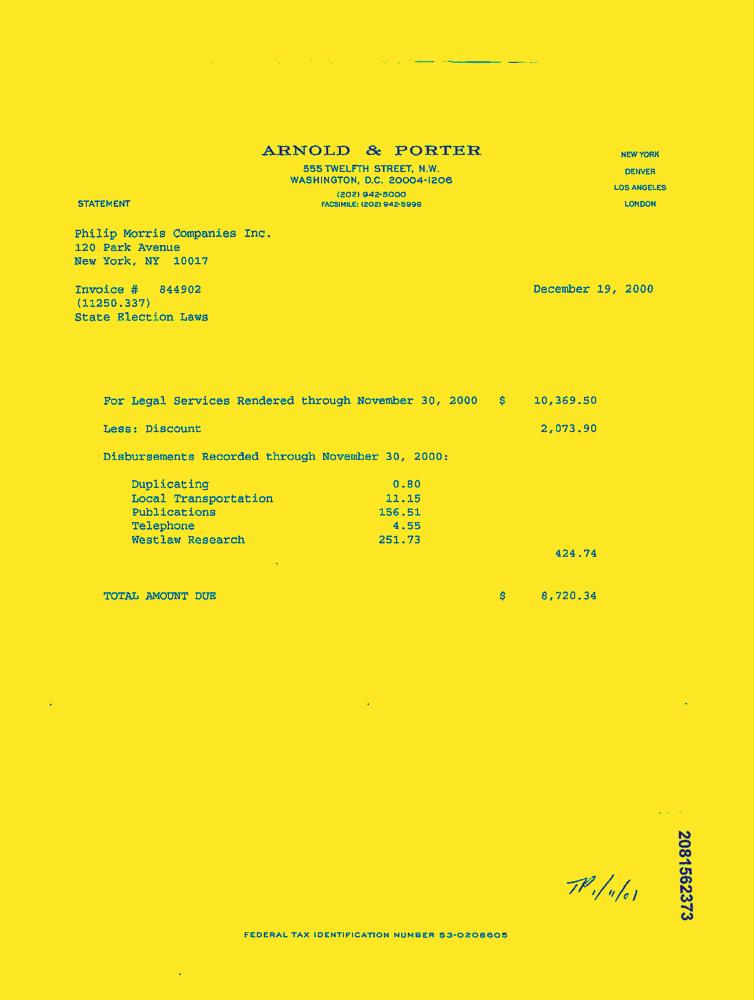 ARNOLD & PORTER
555 TWELFTH STREET, N.W.
WASHINGTON, D.C. 20004-1206
(202) 942-5000
FACSIMILE: (202) 942-5999
NEW YORK
DENVER
LOS ANGELES
LONDON
STATEMENT
Philip Morris Companies Inc.
120 Park Avenue
New York, NY 10017
Invoice # 844902
(11250.337)
State Election Laws
December 19, 2000
For Legal Services Rendered through November 30, 2000 $ 10,369.50
Less: Discount 2,073.90
Disbursements Recorded through November 30, 2000:
Duplicating 0.80
Local Transportation 11.15
Publications 156.51
Telephone 4.55
Westlaw Research 251.73
424.74
TOTAL AMOUNT DUE $ 8,720.34
TP 1/11/01
2081562373
FEDERAL TAX IDENTIFICATION NUMBER 53-0208605